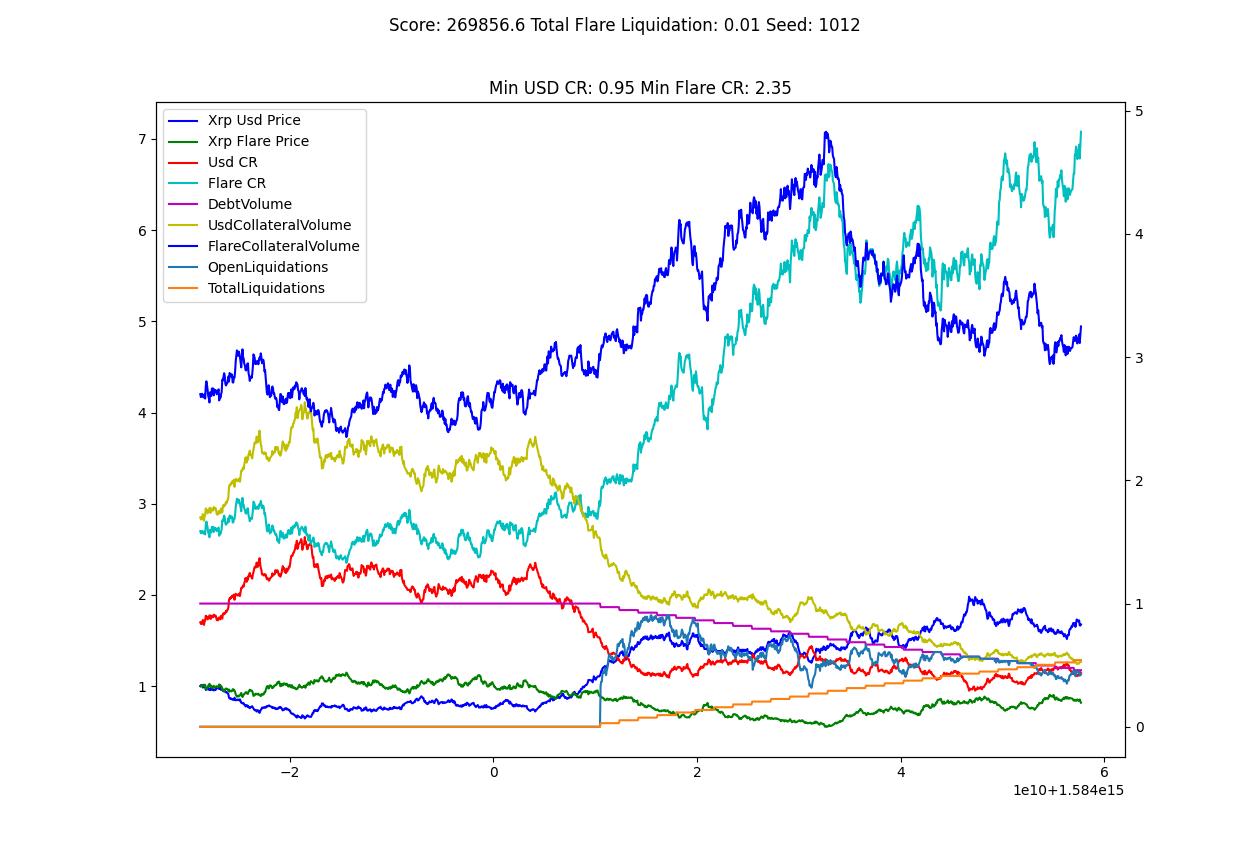 Score: 269856.6 Total Flare Liquidation: 0.01 Seed: 1012
Min USD CR: 0.95 Min Flare CR: 2.35
Xrp Usd Price
Xrp Flare Price
Usd CR
Flare CR
DebtVolume
UsdCollateralVolume
FlareCollateralVolume
OpenLiquidations
TotalLiquidations
7
6
5
4
3
2
1
5
4
3
2
1
0
−2
0
2
4
6
1e10+1.584e15